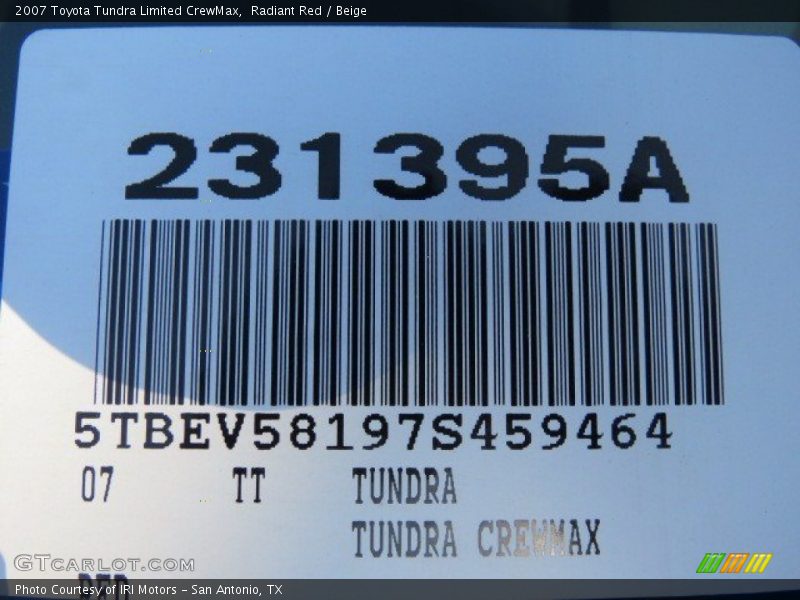 2007 Toyota Tundra Limited CrewMax,  Radiant Red / Beige
231395A
5TBEV58197S459464
07 TT TUNDRA
TUNDRA CREWMAX
RED
GTCARLOT.COM
Photo Courtesy of IRI Motors – San Antonio, TX